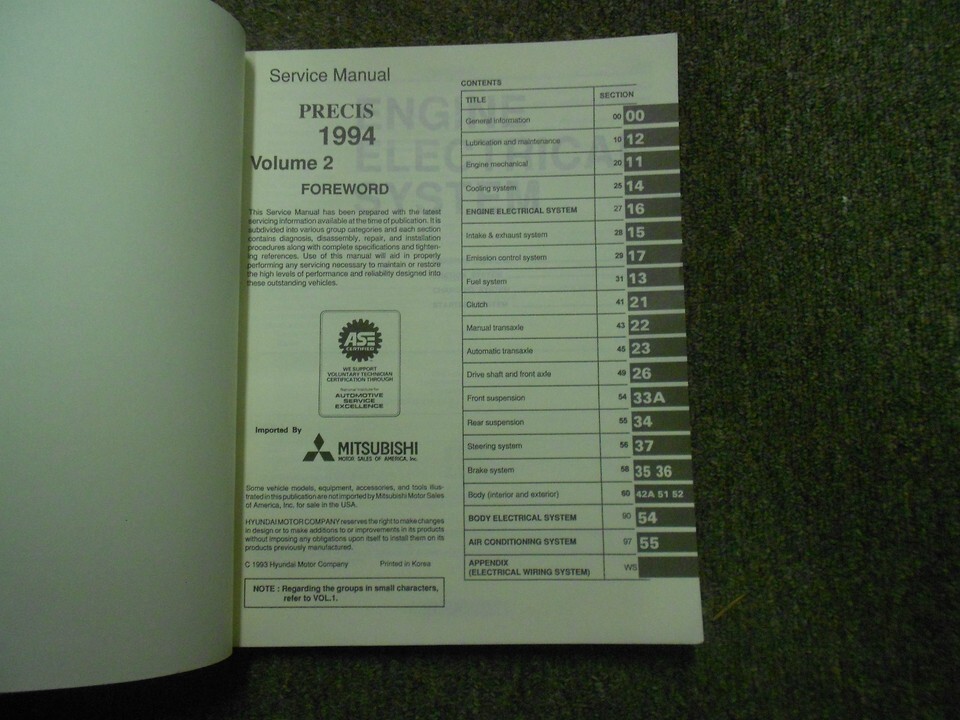 Service Manual
PRECIS
1994
Volume 2
FOREWORD
This Service Manual has been prepared with the latest
servicing information available at the time of publication. It is
subdivided into various group categories and each section
contains diagnosis, disassembly, repair, and installation
procedures along with complete specifications and tighten-
ing references. Use of this manual will aid in properly
performing any servicing necessary to maintain or restore
the high levels of performance and reliability designed into
these outstanding vehicles.
ASE
CERTIFIED
WE SUPPORT
VOLUNTARY TECHNICIAN
CERTIFICATION THROUGH
National Institute for
AUTOMOTIVE
SERVICE
EXCELLENCE
Imported By
MITSUBISHI
MOTOR SALES OF AMERICA, Inc.
Some vehicle models, equipment, accessories, and tools illus-
trated in this publication are not imported by Mitsubishi Motor Sales
of America, Inc. for sale in the USA.
HYUNDAI MOTOR COMPANY reserves the right to make changes
in design or to make additions to or improvements in its products
without imposing any obligations upon itself to install them on its
products previously manufactured.
C 1993 Hyundai Motor Company Printed in Korea
NOTE : Regarding the groups in small characters,
refer to VOL.1.
CONTENTS
TITLE SECTION
General information 00 00
Lubrication and maintenance 10 12
Engine mechanical 20 11
Cooling system 25 14
ENGINE ELECTRICAL SYSTEM 27 16
Intake & exhaust system 28 15
Emission control system 29 17
Fuel system 31 13
Clutch 41 21
Manual transaxle 43 22
Automatic transaxle 45 23
Drive shaft and front axle 49 26
Front suspension 54 33A
Rear suspension 55 34
Steering system 56 37
Brake system 58 35 36
Body (interior and exterior) 60 42A 51 52
BODY ELECTRICAL SYSTEM 90 54
AIR CONDITIONING SYSTEM 97 55
APPENDIX
(ELECTRICAL WIRING SYSTEM) WS
ENGINE
ELECTRICA
SYSTEM